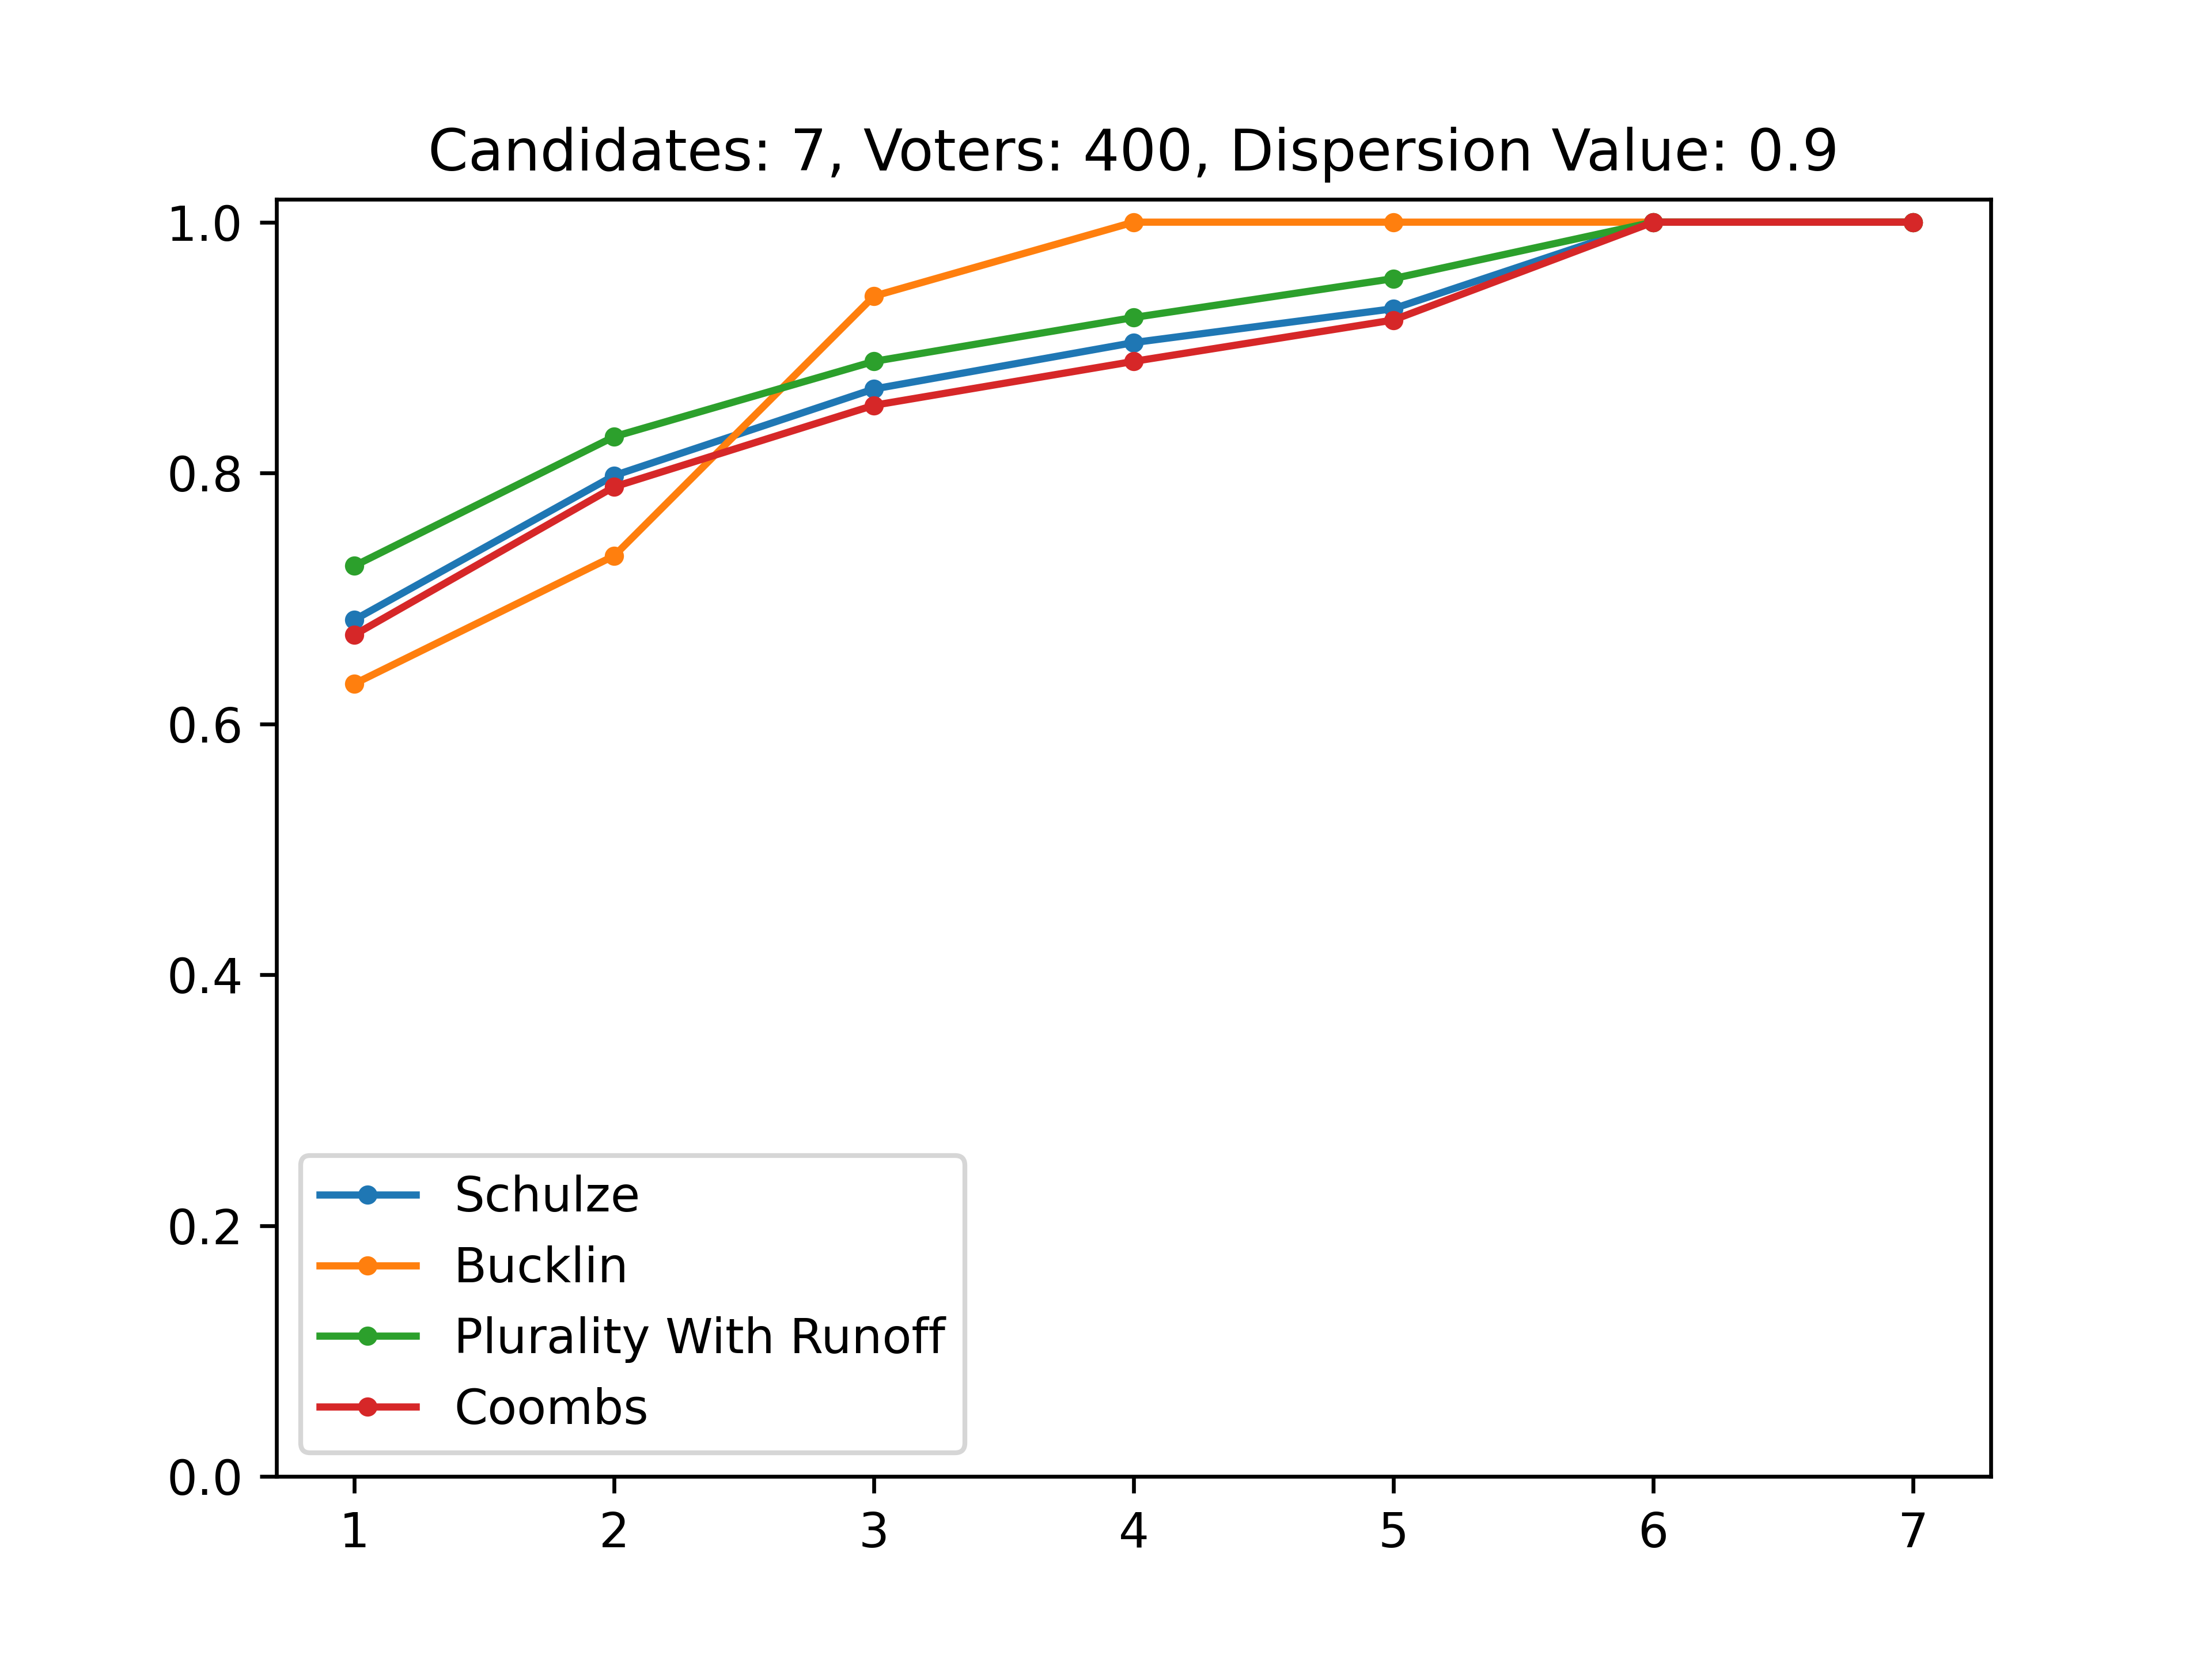 Candidates: 7, Voters: 400, Dispersion Value: 0.9
1.0
0.8
0.6
0.4
0.2
0.0
Schulze
Bucklin
Plurality With Runoff
Coombs
1 2 3 4 5 6 7